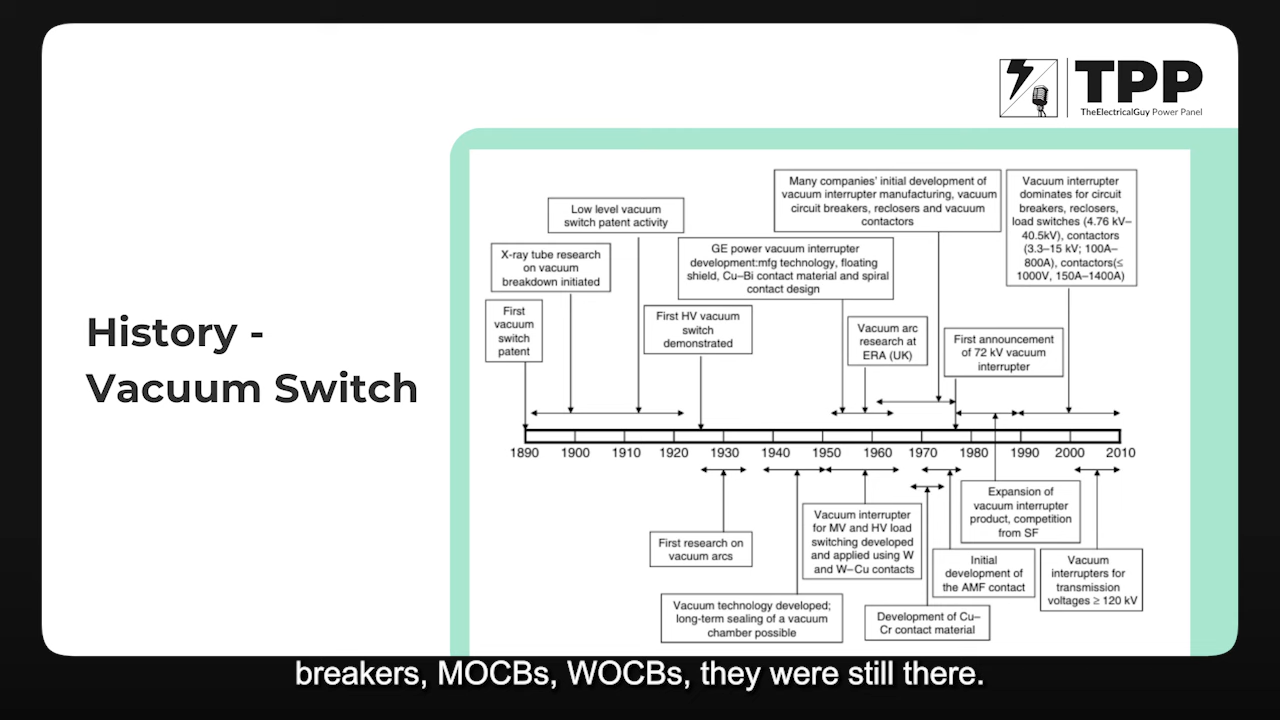 TPP
TheElectricalGuy Power Panel
History -
Vacuum Switch
Many companies' initial development of
vacuum interrupter manufacturing, vacuum
circuit breakers, reclosers and vacuum
contactors
Vacuum interrupter
dominates for circuit
breakers, reclosers,
load switches (4.76 kV–
40.5kV), contactors
(3.3–15 kV; 100A–
800A), contactors(≤
1000V, 150A–1400A)
Low level vacuum
switch patent activity
X-ray tube research
on vacuum
breakdown initiated
GE power vacuum interrupter
development:mfg technology, floating
shield, Cu–Bi contact material and spiral
contact design
First
vacuum
switch
patent
First HV vacuum
switch
demonstrated
Vacuum arc
research at
ERA (UK)
First announcement
of 72 kV vacuum
interrupter
1890 1900 1910 1920 1930 1940 1950 1960 1970 1980 1990 2000 2010
First research on
vacuum arcs
Vacuum technology developed;
long-term sealing of a vacuum
chamber possible
Vacuum interrupter
for MV and HV load
switching developed
and applied using W
and W–Cu contacts
Development of Cu–
Cr contact material
Initial
development of
the AMF contact
Expansion of
vacuum interrupter
product, competition
from SF
Vacuum
interrupters for
transmission
voltages ≥ 120 kV
breakers, MOCBs, WOCBs, they were still there.